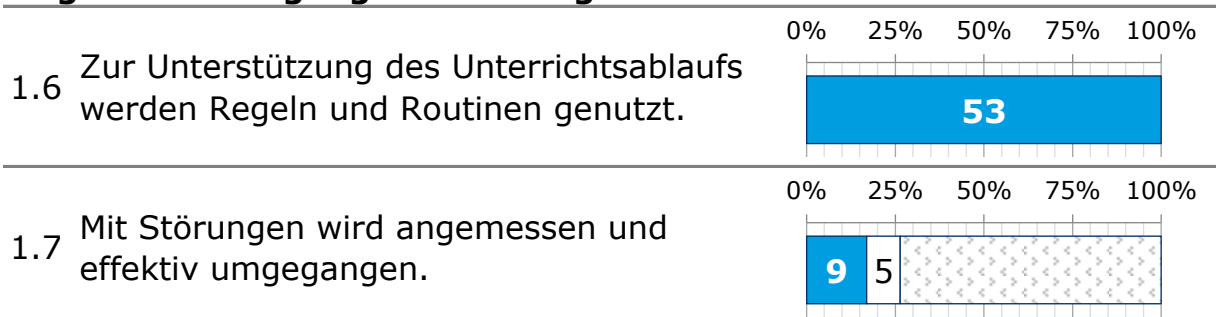 0% 25% 50% 75% 100%
1.6 Zur Unterstützung des Unterrichtsablaufs
werden Regeln und Routinen genutzt.
53
0% 25% 50% 75% 100%
1.7 Mit Störungen wird angemessen und
effektiv umgegangen.
9 5